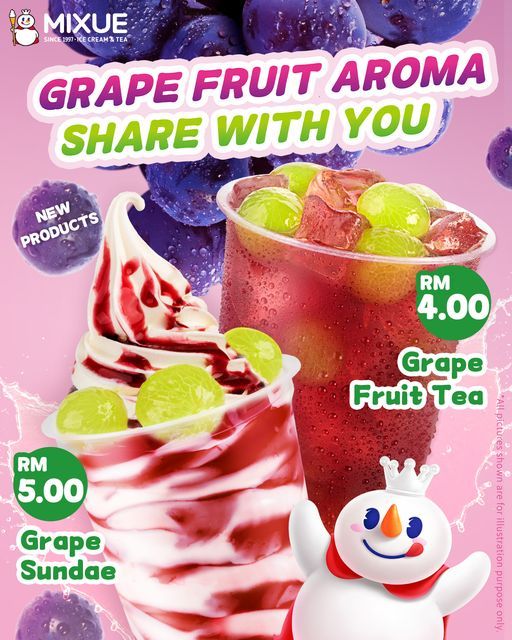 MIXUE
SINCE 1997 · ICE CREAM & TEA
GRAPE FRUIT AROMA
SHARE WITH YOU
NEW
PRODUCTS
RM
4.00
Grape
Fruit Tea
RM
5.00
Grape
Sundae
*All pictures shown are for illustration purpose only.